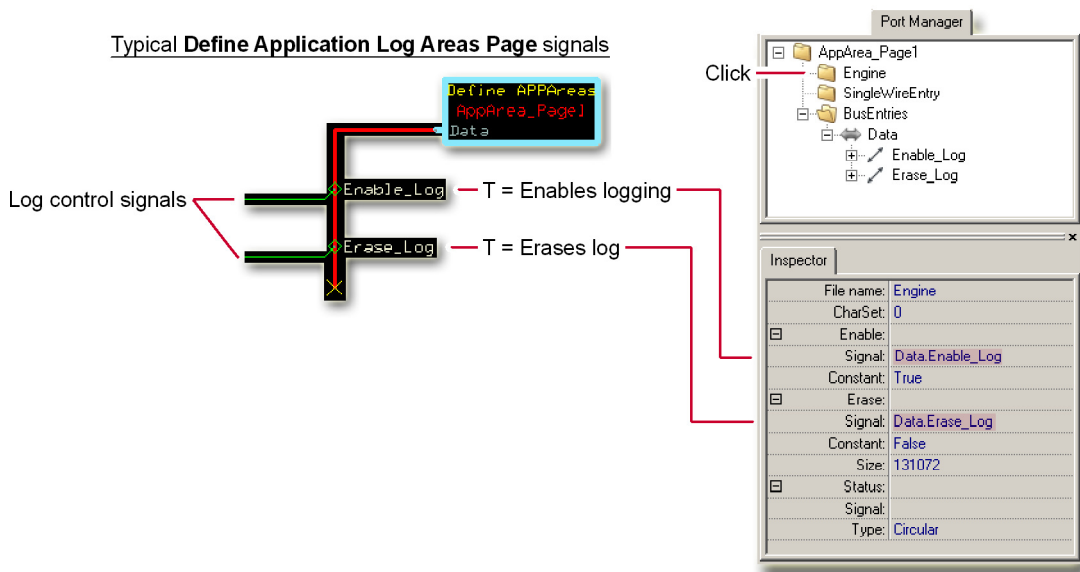 Typical Define Application Log Areas Page signals
Define APPAreas
AppArea_Page1
Data
Enable_Log
Erase_Log
Log control signals
T = Enables logging
T = Erases log
Click
Port Manager
AppArea_Page1
Engine
SingleWireEntry
BusEntries
Data
Enable_Log
Erase_Log
Inspector
File name: Engine
CharSet: 0
Enable:
Signal: Data.Enable_Log
Constant: True
Erase:
Signal: Data.Erase_Log
Constant: False
Size: 131072
Status:
Signal:
Type: Circular